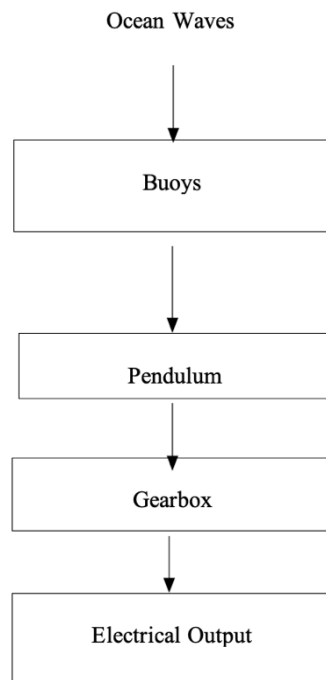 Ocean Waves
Buoys
Pendulum
Gearbox
Electrical Output